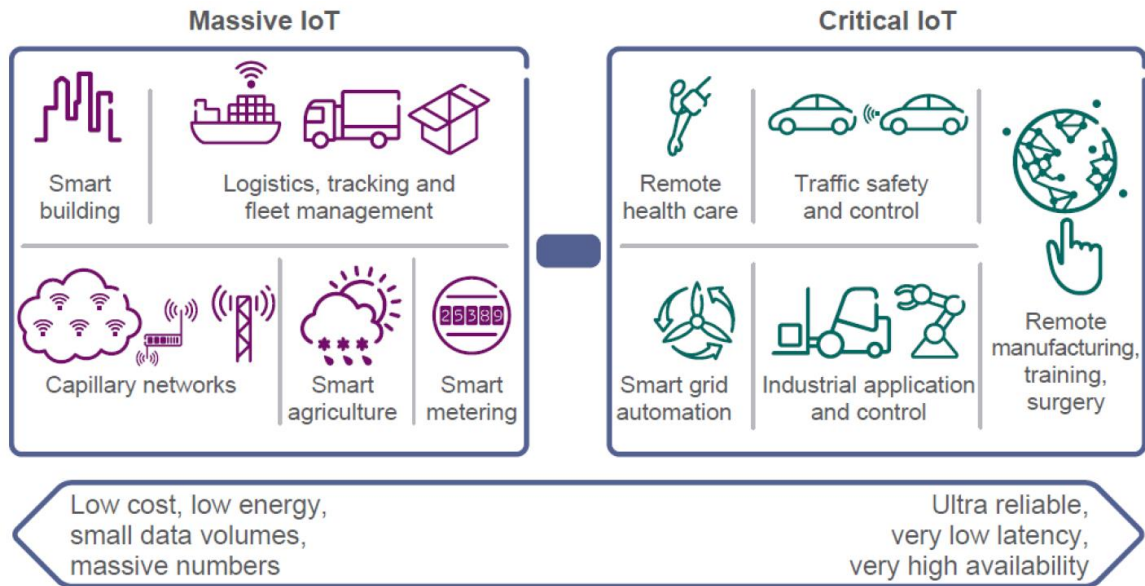 Massive IoT
Smart
building
Logistics, tracking and
fleet management
Capillary networks
Smart
agriculture
25389
Smart
metering
Critical IoT
Remote
health care
Traffic safety
and control
Smart grid
automation
Industrial application
and control
Remote
manufacturing,
training,
surgery
Low cost, low energy,
small data volumes,
massive numbers
Ultra reliable,
very low latency,
very high availability